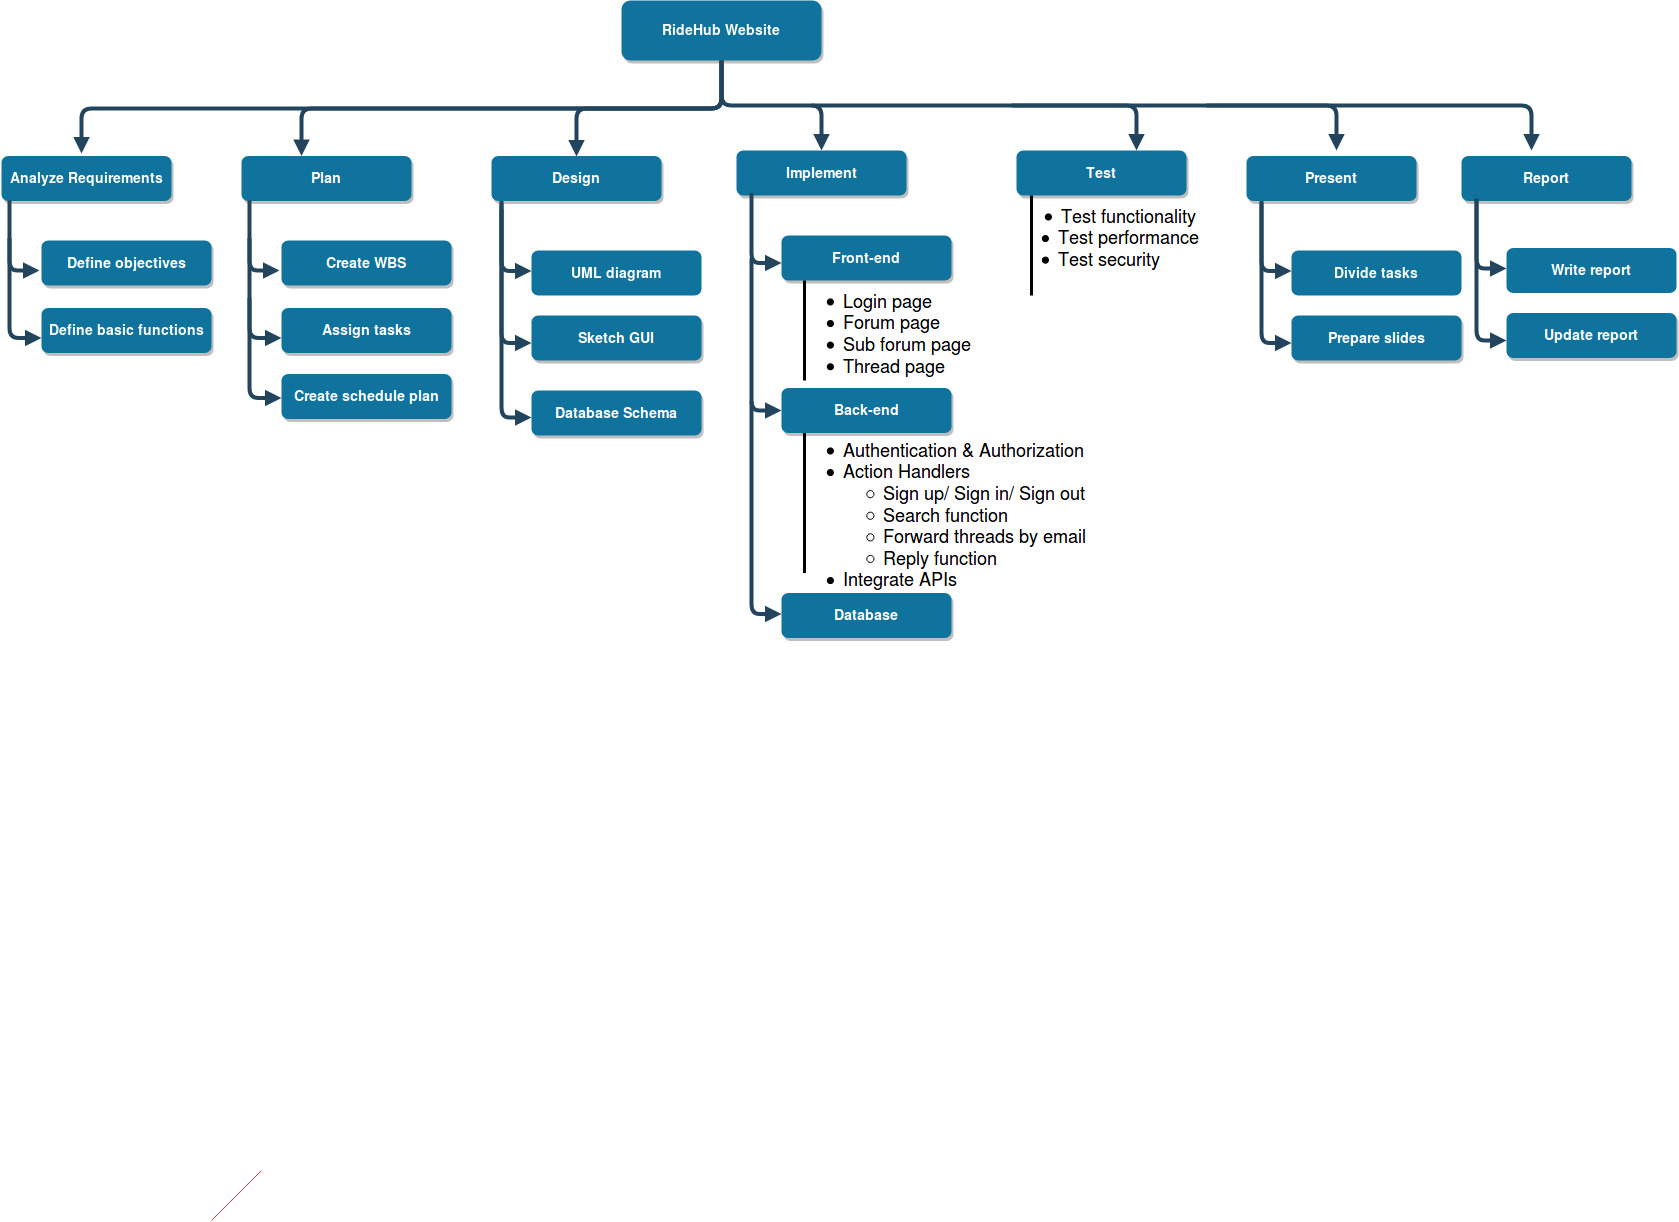 RideHub Website
Analyze Requirements
Define objectives
Define basic functions
Plan
Create WBS
Assign tasks
Create schedule plan
Design
UML diagram
Sketch GUI
Database Schema
Implement
Front-end
Login page
Forum page
Sub forum page
Thread page
Back-end
Authentication & Authorization
Action Handlers
Sign up/ Sign in/ Sign out
Search function
Forward threads by email
Reply function
Integrate APIs
Database
Test
Test functionality
Test performance
Test security
Present
Divide tasks
Prepare slides
Report
Write report
Update report